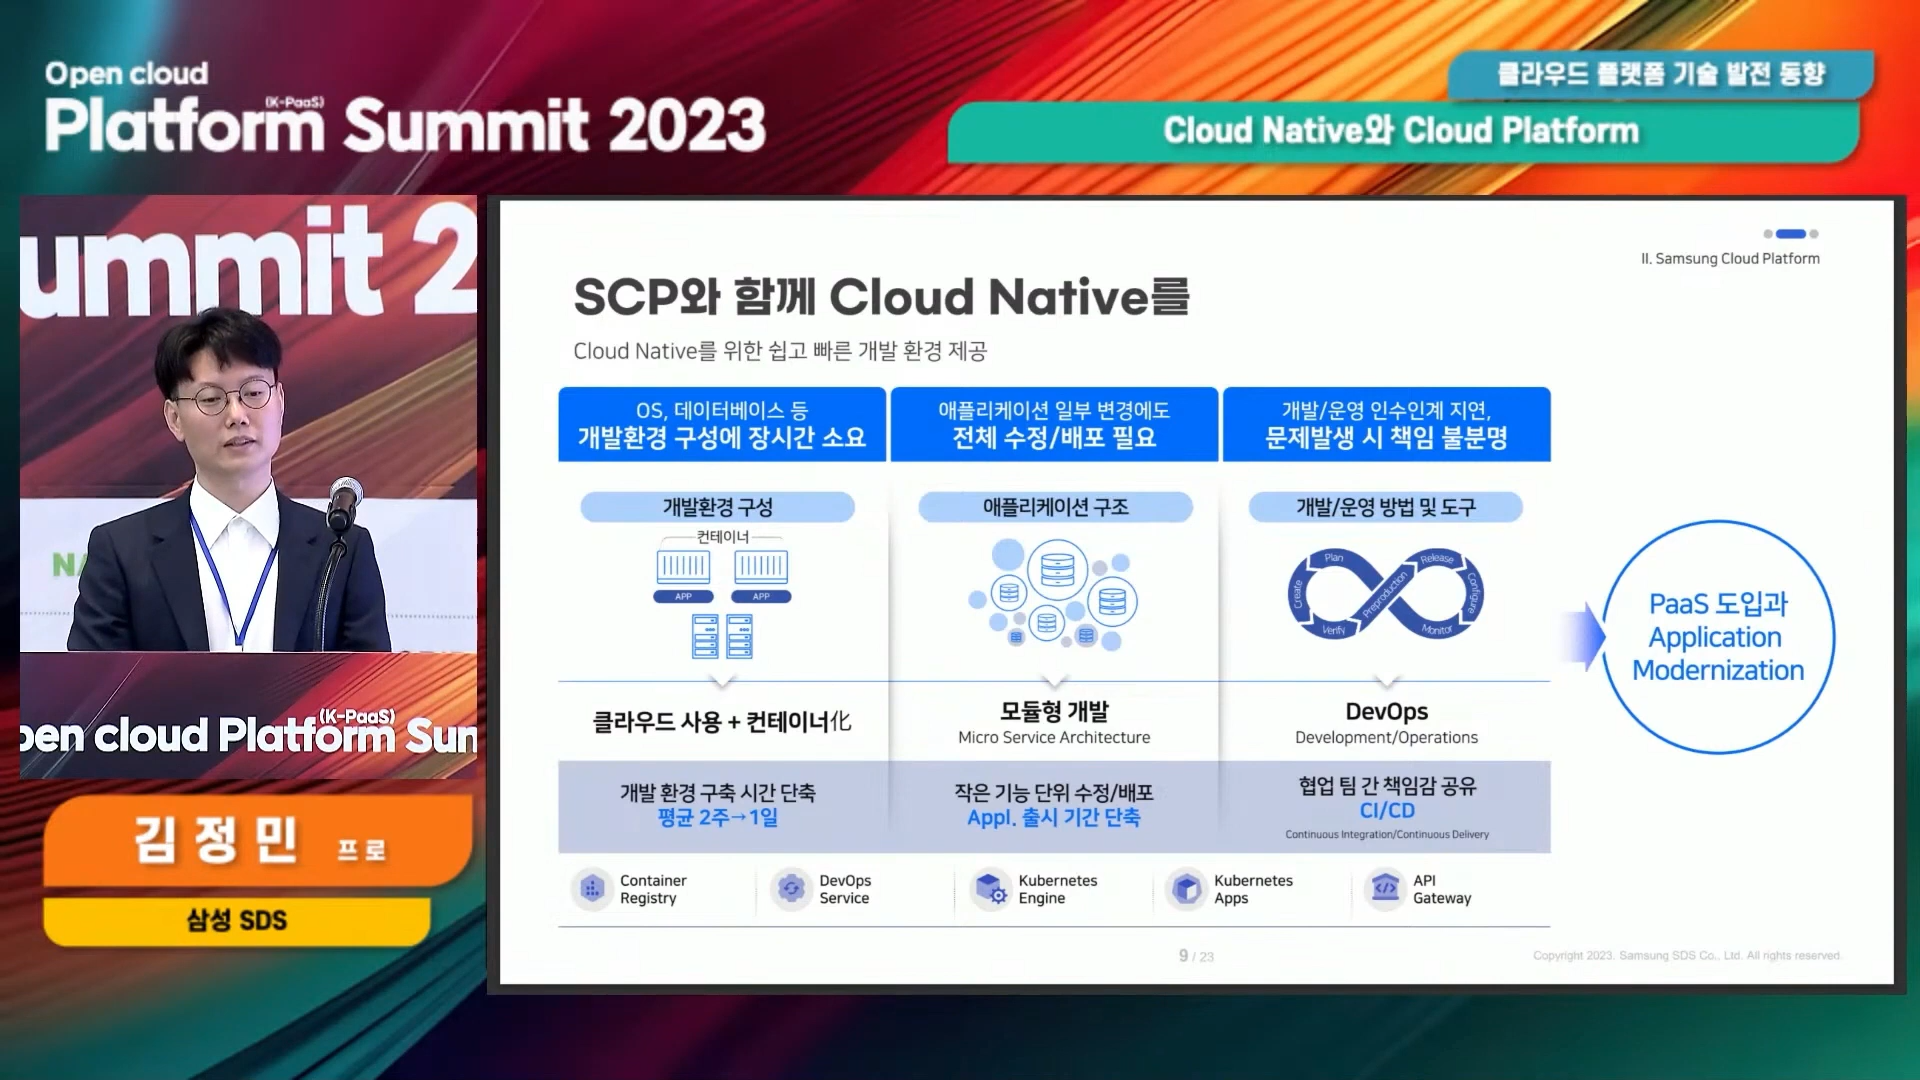 Open cloud
(K-PaaS)
Platform Summit 2023
클라우드 플랫폼 기술 발전 동향
Cloud Native와 Cloud Platform
ummit 2
NA
(K-PaaS)
pen cloud Platform Sum
김정민 프로
삼성 SDS
II. Samsung Cloud Platform
SCP와 함께 Cloud Native를
Cloud Native를 위한 쉽고 빠른 개발 환경 제공
OS, 데이터베이스 등
개발환경 구성에 장시간 소요
애플리케이션 일부 변경에도
전체 수정/배포 필요
개발/운영 인수인계 지연,
문제발생 시 책임 불분명
개발환경 구성
컨테이너
APP
APP
애플리케이션 구조
개발/운영 방법 및 도구
Plan
Create
Verify
Preproduction
Release
Configure
Monitor
클라우드 사용 + 컨테이너化
모듈형 개발
Micro Service Architecture
DevOps
Development/Operations
개발 환경 구축 시간 단축
평균 2주→1일
작은 기능 단위 수정/배포
Appl. 출시 기간 단축
협업 팀 간 책임감 공유
CI/CD
Continuous Integration/Continuous Delivery
PaaS 도입과
Application
Modernization
Container
Registry
DevOps
Service
Kubernetes
Engine
Kubernetes
Apps
API
Gateway
9 / 23
Copyright 2023. Samsung SDS Co., Ltd. All rights reserved.